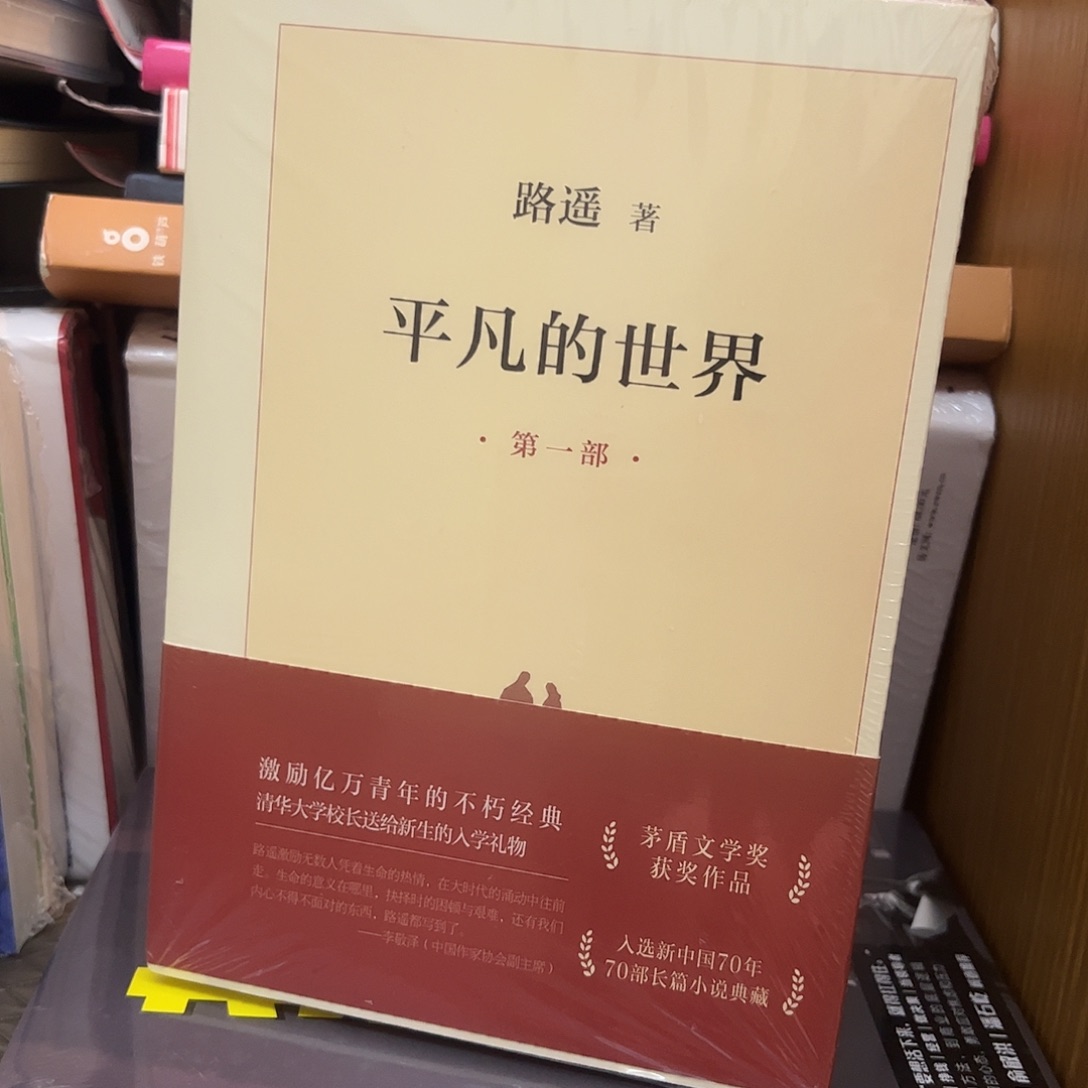 路遥 著
平凡的世界
· 第一部 ·
激励亿万青年的不朽经典
清华大学校长送给新生的入学礼物
路遥激励无数人凭着生命的热情，在大时代的涌动中往前
走。生命的意义在哪里，抉择时的困顿与艰难，还有我们
内心不得不面对的东西，路遥都写到了。
——李敬泽（中国作家协会副主席）
茅盾文学奖
获奖作品
入选新中国70年
70部长篇小说典藏